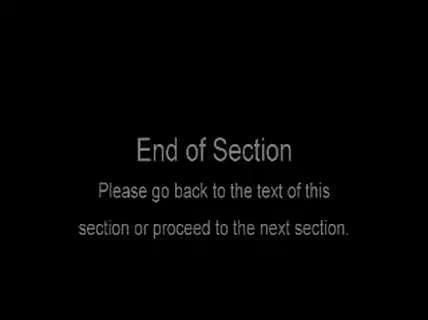 End of Section
Please go back to the text of this
section or proceed to the next section.